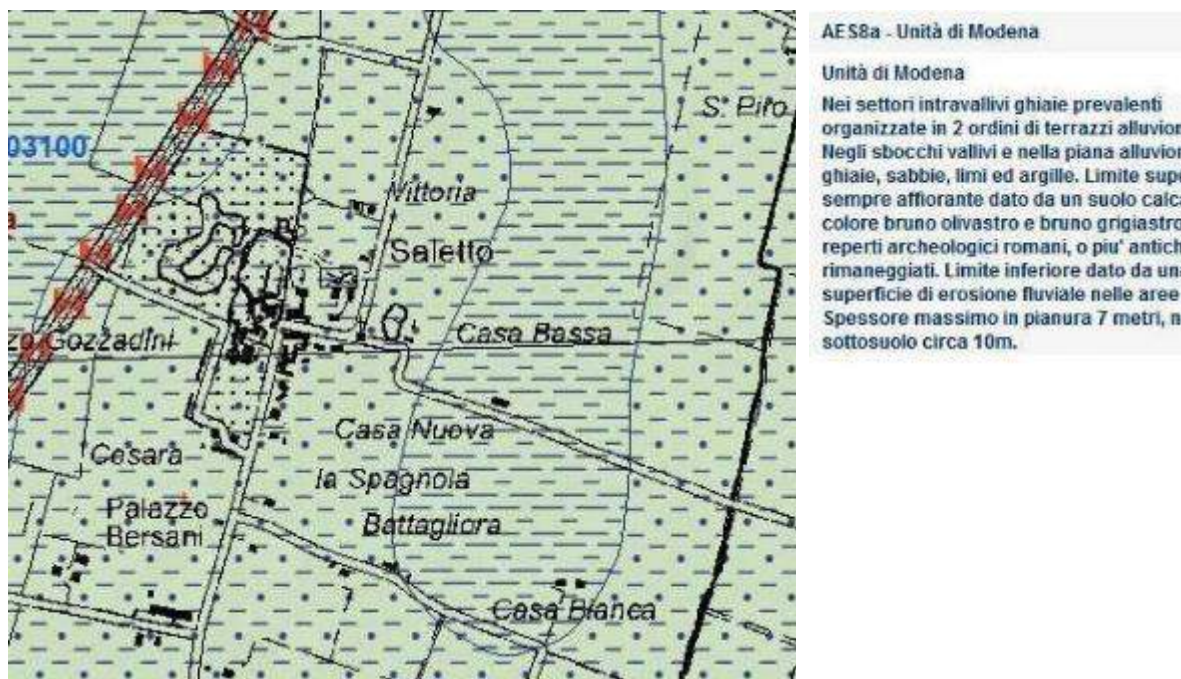 S. Piro
03100
Vittoria
Saletto
zo Gozzadini
Casa Bassa
Casa Nuova
Cesara
la Spagnola
Palazzo
Bersani
Battagliora
Casa Bianca
AES8a - Unità di Modena
Unità di Modena
Nei settori intravallivi ghiaie prevalenti
organizzate in 2 ordini di terrazzi alluvion
Negli sbocchi vallivi e nella piana alluvion
ghiaie, sabbie, limi ed argille. Limite supe
sempre affiorante dato da un suolo calca
colore bruno olivastro e bruno grigiastro
reperti archeologici romani, o piu' antich
rimaneggiati. Limite inferiore dato da una
superficie di erosione fluviale nelle aree
Spessore massimo in pianura 7 metri, n
sottosuolo circa 10m.